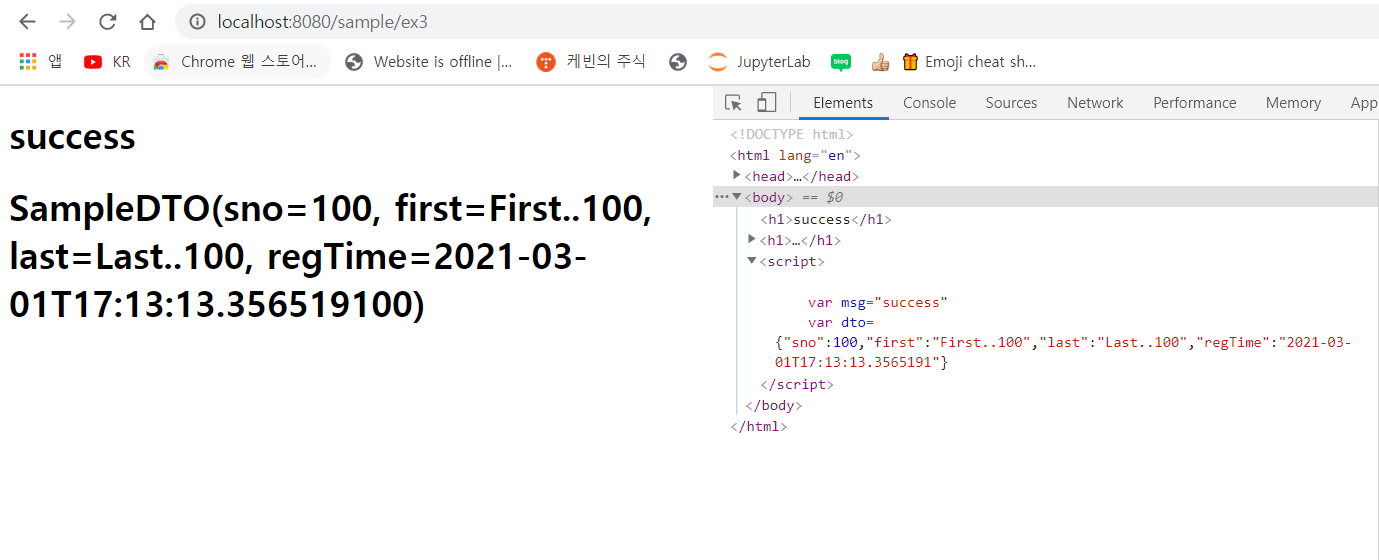 localhost:8080/sample/ex3
앱 KR Chrome 웹 스토어... Website is offline |... 케빈의 주식 JupyterLab blog Emoji cheat sh...
success
SampleDTO(sno=100, first=First..100,
last=Last..100, regTime=2021-03-
01T17:13:13.356519100)
Elements Console Sources Network Performance Memory App
<!DOCTYPE html>
<html lang="en">
<head>…</head>
<body> == $0
<h1>success</h1>
<h1>…</h1>
<script>
var msg="success"
var dto=
{"sno":100,"first":"First..100","last":"Last..100","regTime":"2021-03-
01T17:13:13.3565191"}
</script>
</body>
</html>